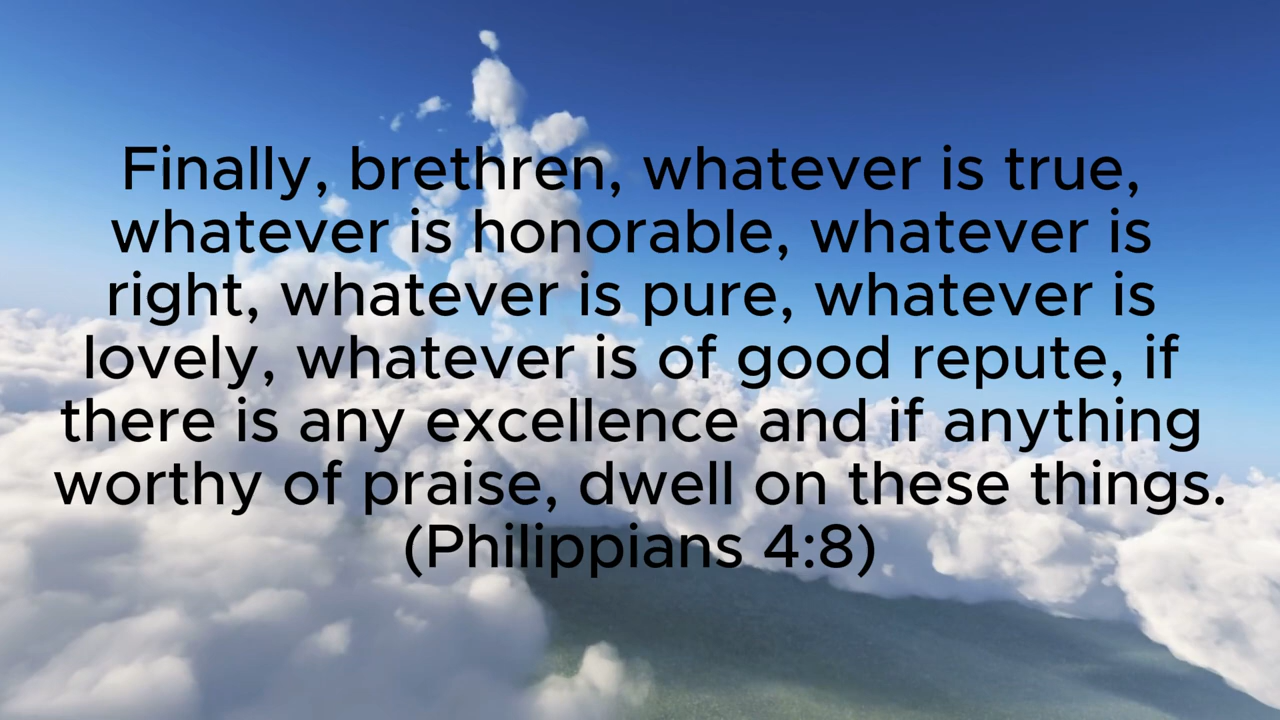 Finally, brethren, whatever is true,
whatever is honorable, whatever is
right, whatever is pure, whatever is
lovely, whatever is of good repute, if
there is any excellence and if anything
worthy of praise, dwell on these things.
(Philippians 4:8)